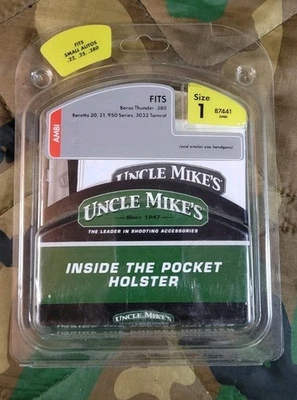 FITS
SMALL AUTOS
.22, .25, .380
FITS
Bersa Thunder .380
Beretta 20, 21, 950 Series, 3032 Tomcat
(and similar size handguns)
Size
1
87441
AMBI
AMBI
UNCLE MIKE'S
UNCLE MIKE'S
Since 1947
THE LEADER IN SHOOTING ACCESSORIES
INSIDE THE POCKET
HOLSTER
UNCLE MIKE'S